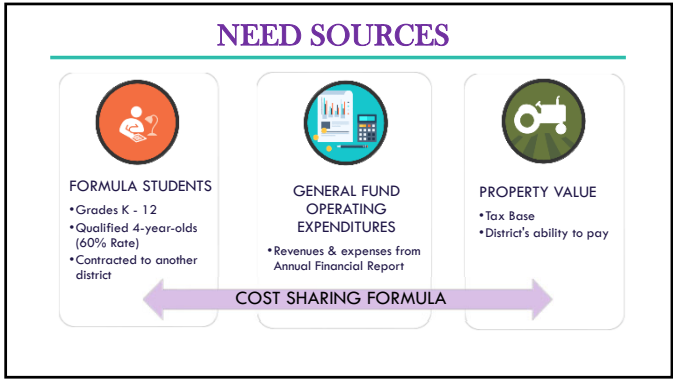 NEED SOURCES
FORMULA STUDENTS
•Grades K - 12
•Qualified 4-year-olds
(60% Rate)
•Contracted to another
district
GENERAL FUND
OPERATING
EXPENDITURES
•Revenues & expenses from
Annual Financial Report
PROPERTY VALUE
•Tax Base
•District's ability to pay
COST SHARING FORMULA